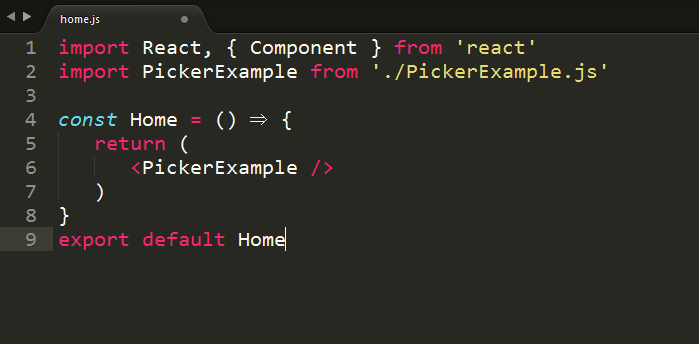 home.js
1 import React, { Component } from 'react'
2 import PickerExample from './PickerExample.js'
3
4 const Home = () => {
5    return (
6       <PickerExample />
7    )
8 }
9 export default Home